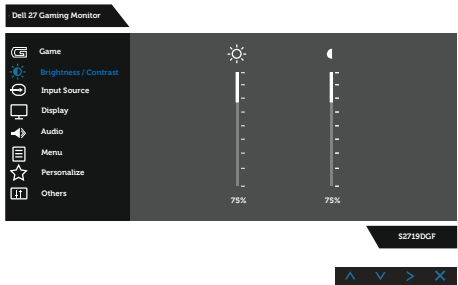 Dell 27 Gaming Monitor
Game
Brightness / Contrast
Input Source
Display
Audio
Menu
Personalize
Others
75%
75%
S2719DGF